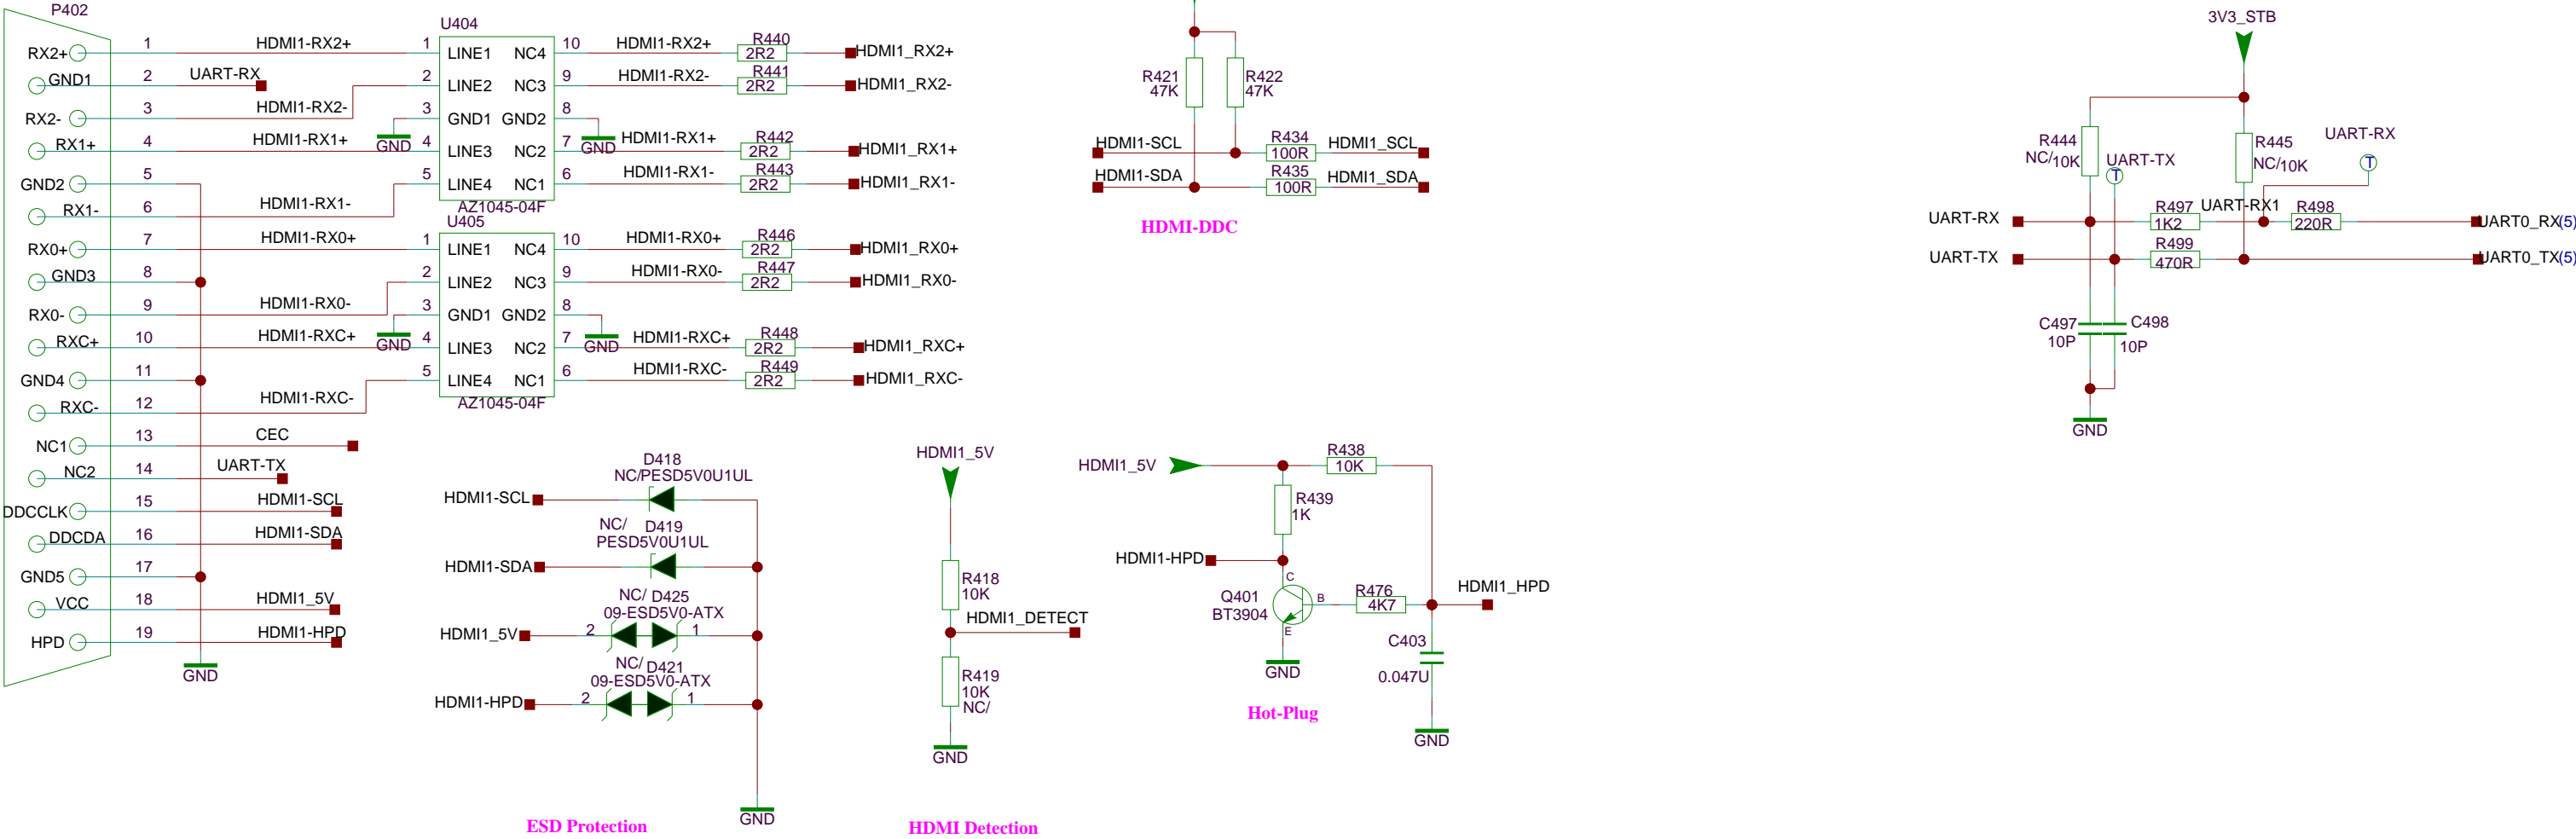 P402
RX2+ 1 HDMI1-RX2+
GND1 2 UART-RX
RX2- 3 HDMI1-RX2-
RX1+ 4 HDMI1-RX1+
GND2 5
RX1- 6 HDMI1-RX1-
RX0+ 7 HDMI1-RX0+
GND3 8
RX0- 9 HDMI1-RX0-
RXC+ 10 HDMI1-RXC+
GND4 11
RXC- 12 HDMI1-RXC-
NC1 13 CEC
NC2 14 UART-TX
DDCCLK 15 HDMI1-SCL
DDCDA 16 HDMI1-SDA
GND5 17
VCC 18 HDMI1_5V
HPD 19 HDMI1-HPD
GND
U404
1 LINE1 NC4 10 HDMI1-RX2+ R440 2R2 HDMI1_RX2+
2 LINE2 NC3 9 HDMI1-RX2- R441 2R2 HDMI1_RX2-
GND 3 GND1 GND2 8 GND
4 LINE3 NC2 7 HDMI1-RX1+ R442 2R2 HDMI1_RX1+
5 LINE4 NC1 6 HDMI1-RX1- R443 2R2 HDMI1_RX1-
AZ1045-04F
U405
1 LINE1 NC4 10 HDMI1-RX0+ R446 2R2 HDMI1_RX0+
2 LINE2 NC3 9 HDMI1-RX0- R447 2R2 HDMI1_RX0-
GND 3 GND1 GND2 8 GND
4 LINE3 NC2 7 HDMI1-RXC+ R448 2R2 HDMI1_RXC+
5 LINE4 NC1 6 HDMI1-RXC- R449 2R2 HDMI1_RXC-
AZ1045-04F
R421 R422
47K 47K
HDMI1-SCL R434 100R HDMI1_SCL
HDMI1-SDA R435 100R HDMI1_SDA
HDMI-DDC
3V3_STB
R444
NC/10K
UART-TX
T
R445
NC/10K
UART-RX
T
UART-RX R497 1K2 UART-RX1 R498 220R UART0_RX(5)
UART-TX R499 470R UART0_TX(5)
C497 C498
10P 10P
GND
D418
NC/PESD5V0U1UL
HDMI1-SCL
NC/ D419
PESD5V0U1UL
HDMI1-SDA
NC/ D425
09-ESD5V0-ATX
HDMI1_5V 2 1
NC/ D421
09-ESD5V0-ATX
HDMI1-HPD 2 1
GND
ESD Protection
HDMI1_5V
R418
10K
HDMI1_DETECT
R419
10K
NC/
GND
HDMI Detection
HDMI1_5V R438 10K
R439
1K
HDMI1-HPD
C
Q401 B R476 4K7 HDMI1_HPD
BT3904
E
GND
C403
0.047U
GND
Hot-Plug